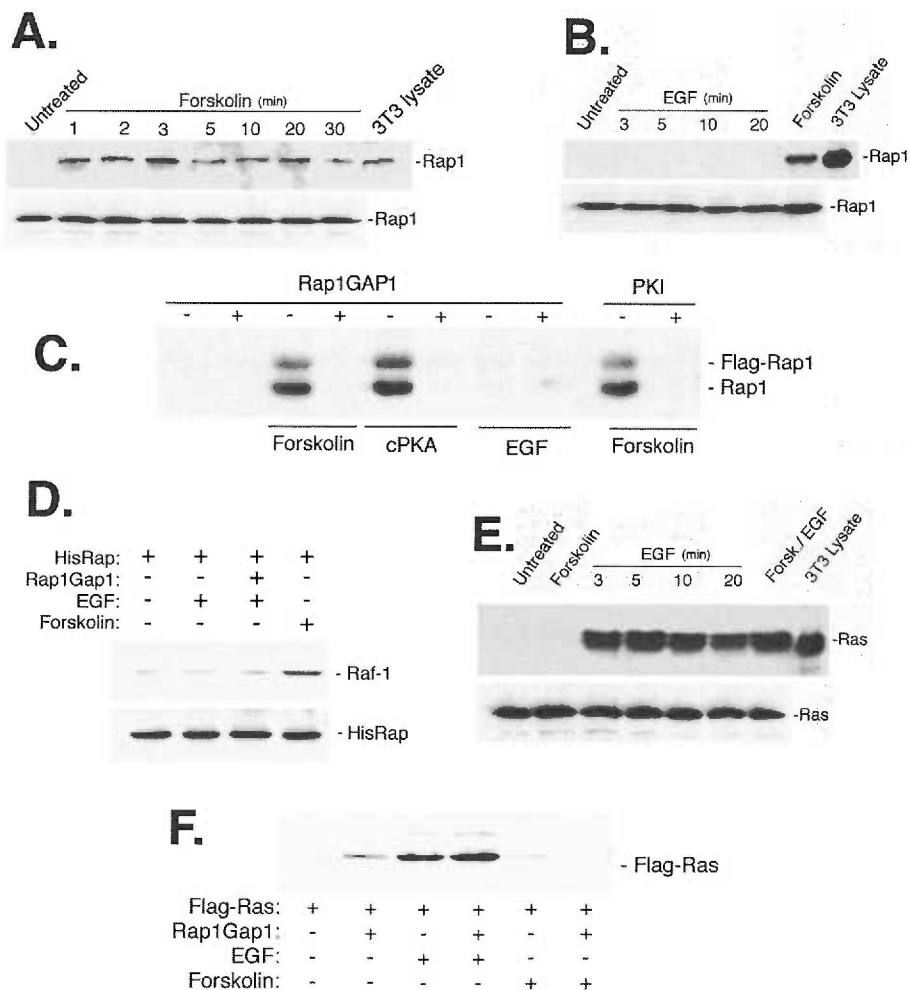 A.
Untreated Forskolin (min) 3T3 lysate
1 2 3 5 10 20 30
-Rap1
-Rap1
B.
Untreated EGF (min) Forskolin 3T3 Lysate
3 5 10 20
-Rap1
-Rap1
C.
Rap1GAP1 PKI
- + - + - + - + - +
- Flag-Rap1
- Rap1
Forskolin cPKA EGF Forskolin
D.
HisRap: + + + +
Rap1Gap1: - - + -
EGF: - + + -
Forskolin: - - - +
- Raf-1
- HisRap
E.
Untreated Forskolin EGF (min) Forsk./ EGF 3T3 Lysate
3 5 10 20
-Ras
-Ras
F.
- Flag-Ras
Flag-Ras: + + + + + +
Rap1Gap1: - + - + - +
EGF: - - + + - -
Forskolin: - - - - + +